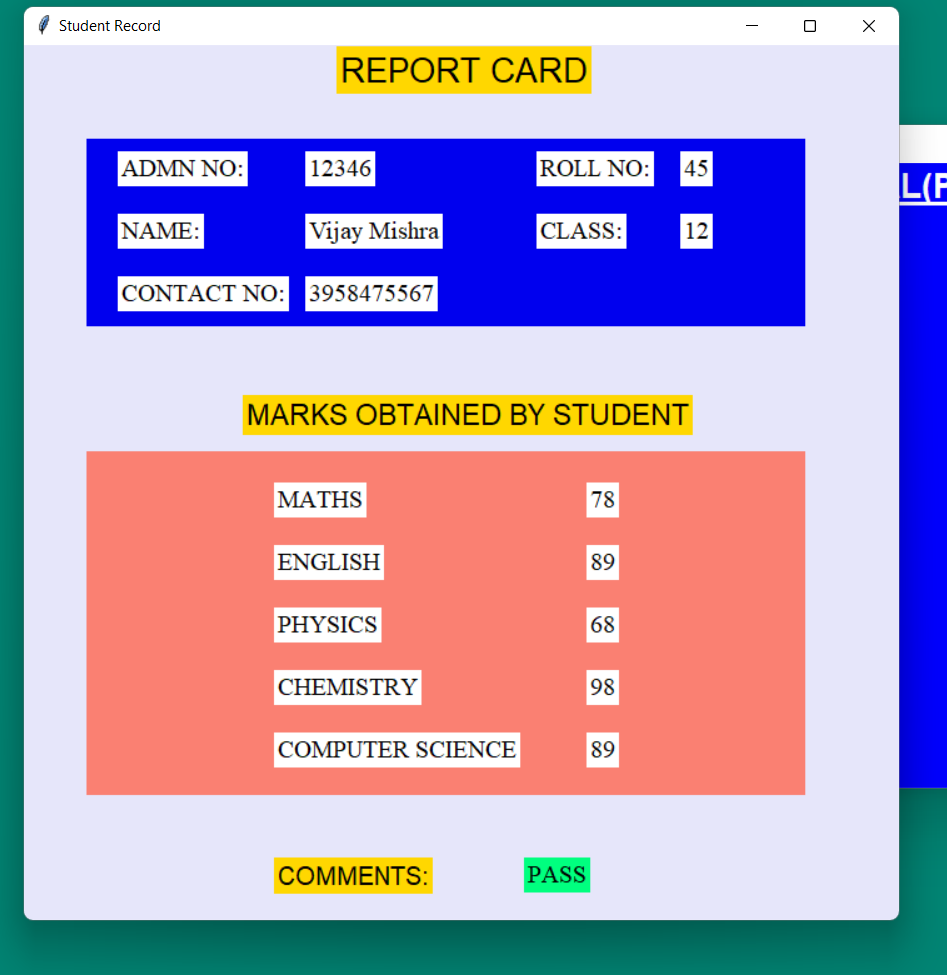 Student Record
REPORT CARD
ADMN NO: 12346 ROLL NO: 45
L(
NAME: Vijay Mishra CLASS: 12
CONTACT NO: 3958475567
MARKS OBTAINED BY STUDENT
MATHS 78
ENGLISH 89
PHYSICS 68
CHEMISTRY 98
COMPUTER SCIENCE 89
COMMENTS: PASS